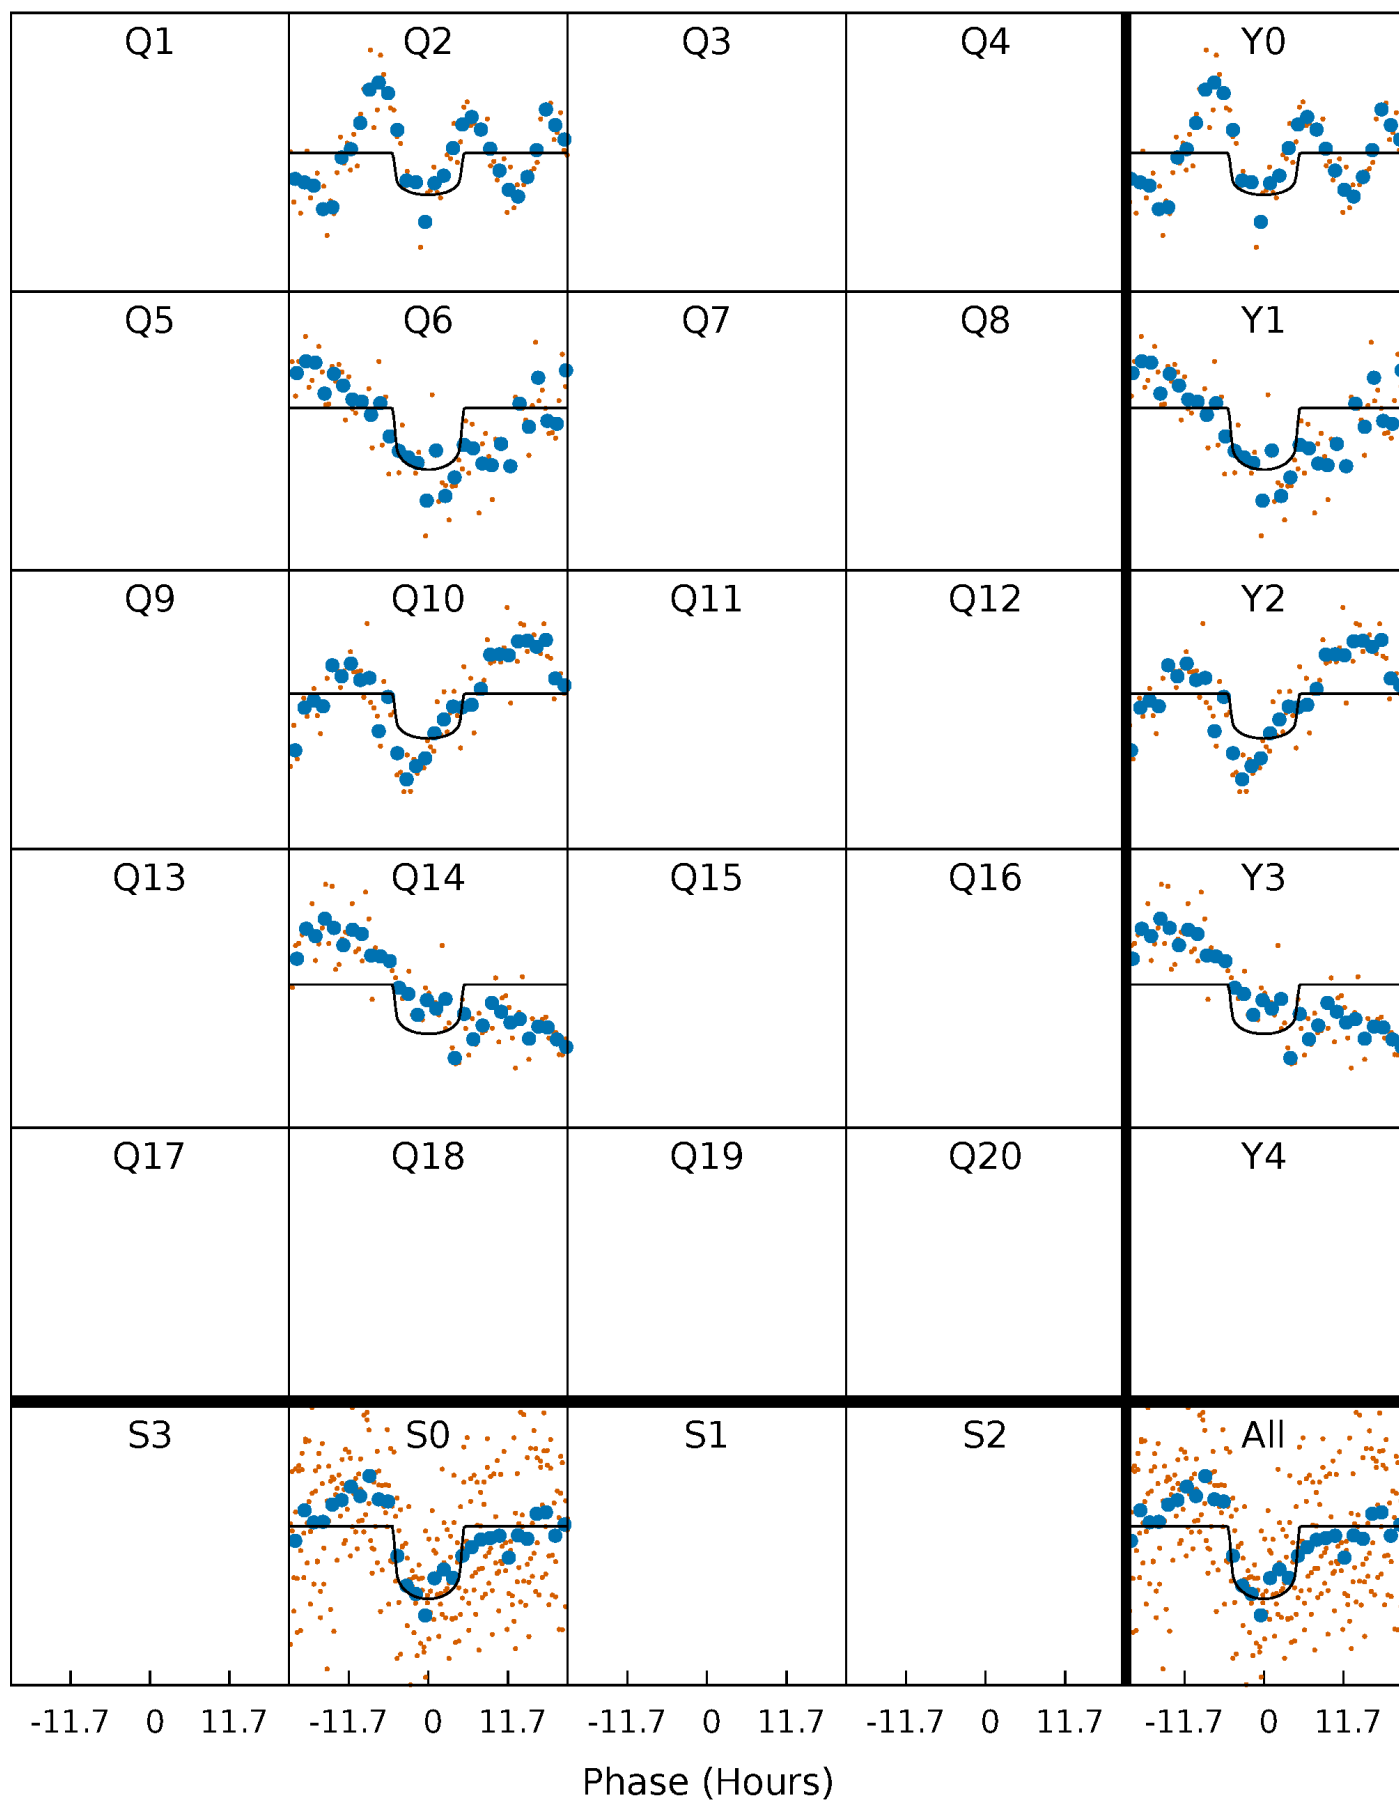 Q1 Q2 Q3 Q4 Y0
Q5 Q6 Q7 Q8 Y1
Q9 Q10 Q11 Q12 Y2
Q13 Q14 Q15 Q16 Y3
Q17 Q18 Q19 Q20 Y4
S3 S0 S1 S2 All
-11.7 0 11.7 -11.7 0 11.7 -11.7 0 11.7 -11.7 0 11.7 -11.7 0 11.7
Phase (Hours)